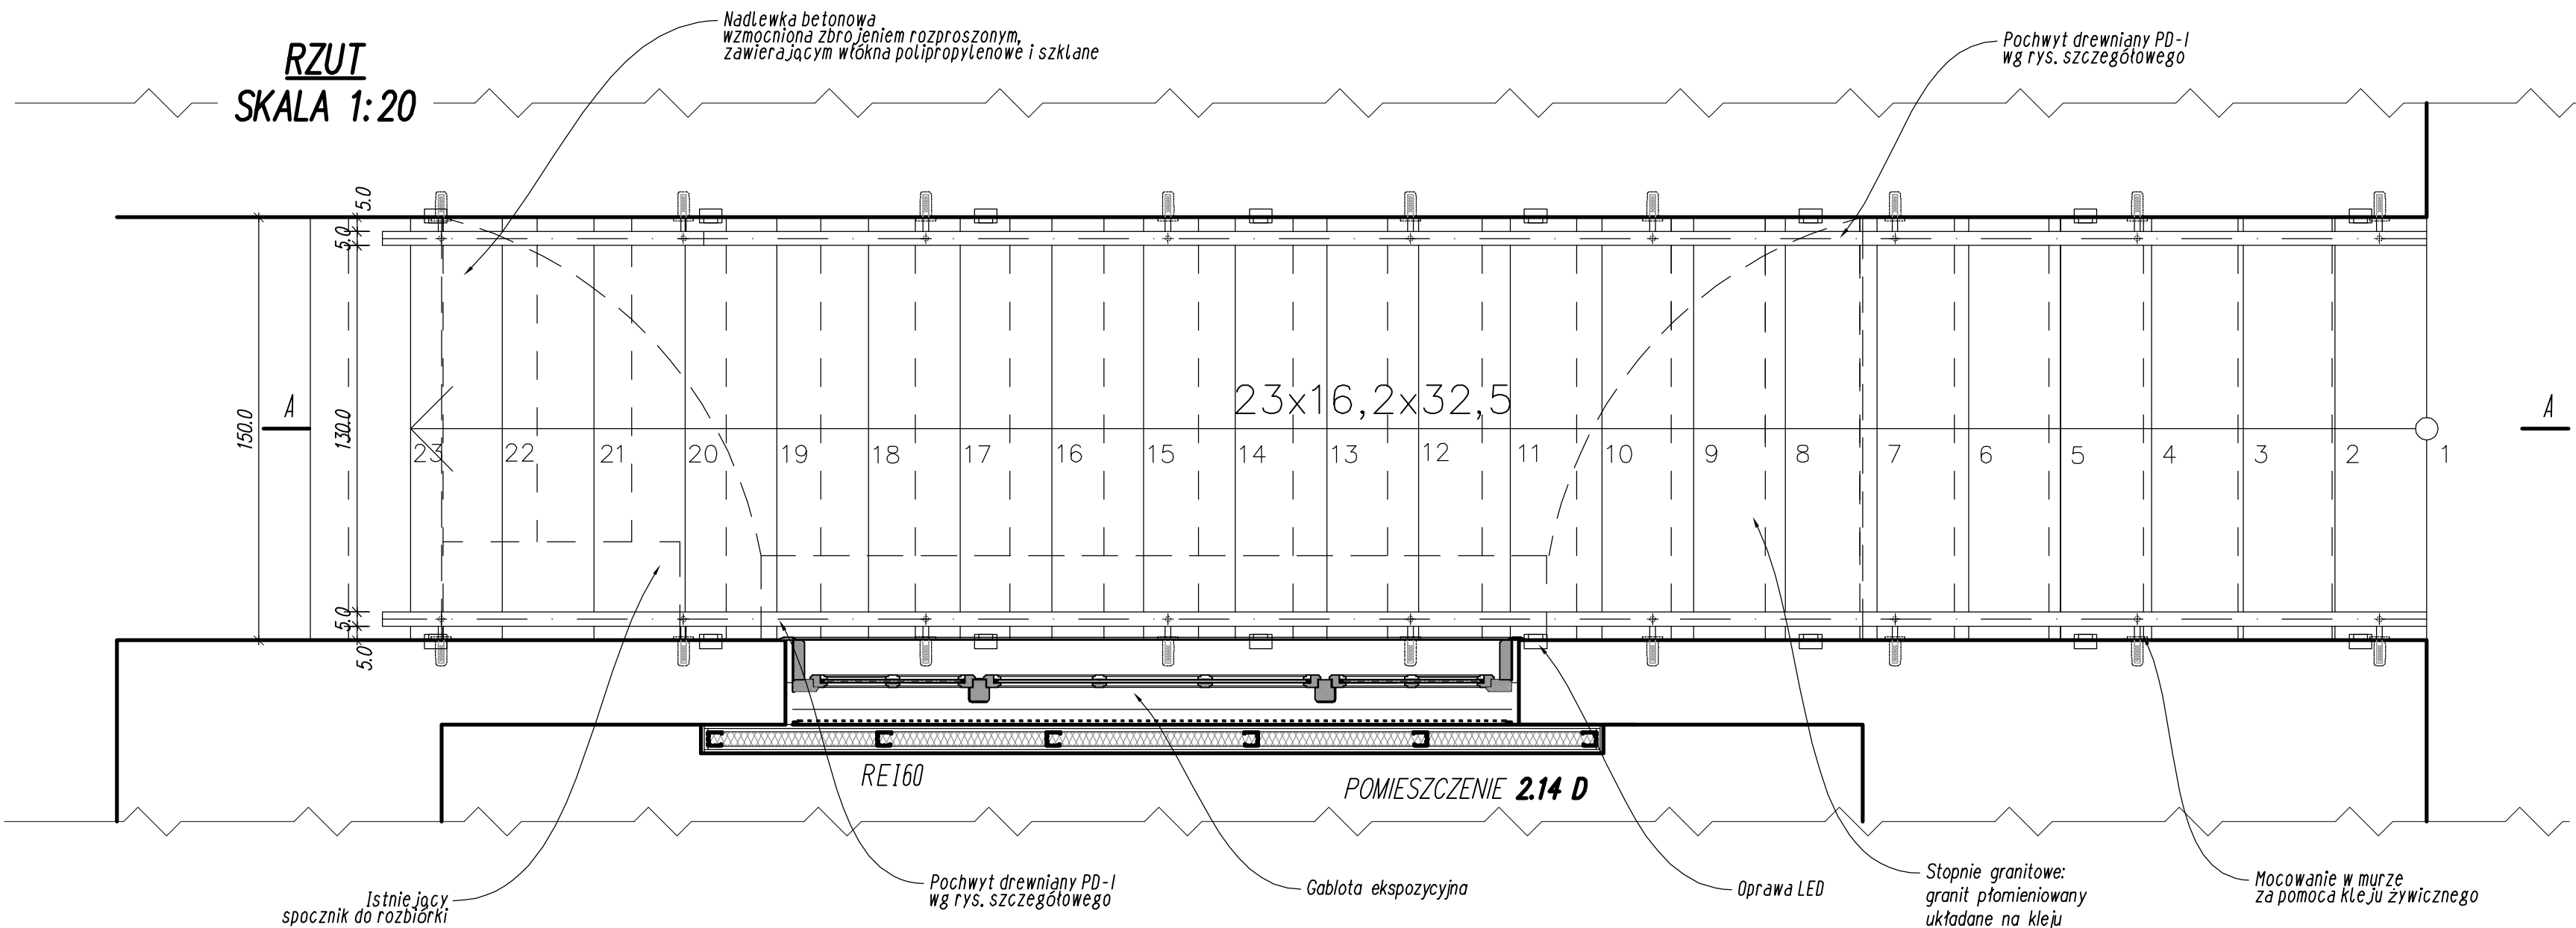 RZUT
SKALA 1:20
Nadlewka betonowa
wzmocniona zbrojeniem rozproszonym,
zawierającym włókna polipropylenowe i szklane
Pochwyt drewniany PD-1
wg rys. szczegółowego
5.0
5.0
150.0
A
130.0
23x16,2x32,5
A
23
22
21
20
19
18
17
16
15
14
13
12
11
10
9
8
7
6
5
4
3
2
1
5.0
5.0
REI60
POMIESZCZENIE 2.14 D
Istniejący
spocznik do rozbiórki
Pochwyt drewniany PD-1
wg rys. szczegółowego
Gablota ekspozycyjna
Oprawa LED
Stopnie granitowe:
granit płomieniowany
układane na kleju
Mocowanie w murze
za pomoca kleju żywicznego